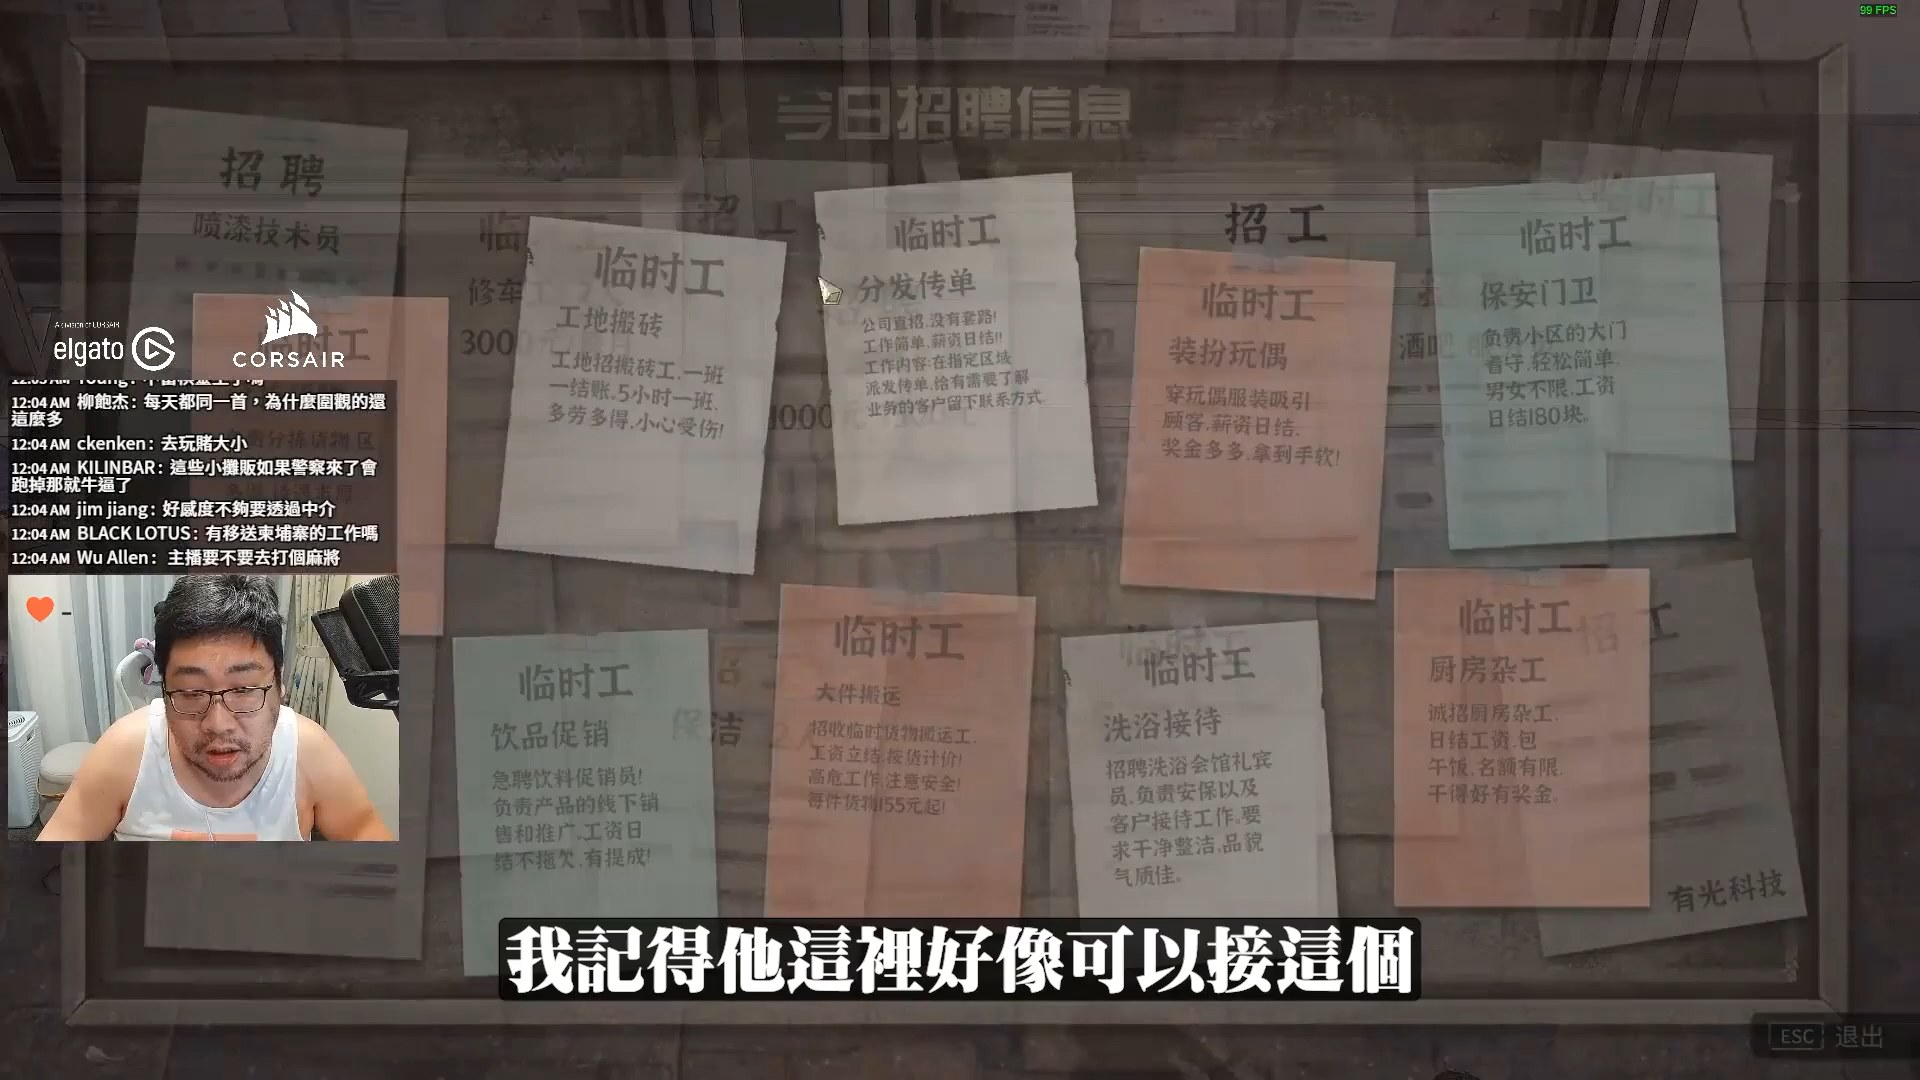 99 FPS
今日招聘信息
招聘
喷漆技术员
临时工
工地搬砖
工地招搬砖工.一班
一结账.5小时一班.
多劳多得.小心受伤!
临时工
分发传单
公司直招.没有套路!
工作简单.薪资日结!!
工作内容:在指定区域
派发传单.给有需要了解
业务的客户留下联系方式.
招工
临时工
装扮玩偶
穿玩偶服装吸引
顾客.薪资日结.
奖金多多.拿到手软!
临时工
保安门卫
负责小区的大门
看守.轻松简单.
男女不限.工资
日结180块。
临时工
饮品促销
急聘饮料促销员!
负责产品的线下销
售和推广.工资日
结不拖欠.有提成!
临时工
大件搬运
招收临时货物搬运工.
工资立结.按货计价!
高危工作.注意安全!
每件货物155元起!
临时工
洗浴接待
招聘洗浴会馆礼宾
员.负责安保以及
客户接待工作。要
求干净整洁.品貌
气质佳。
临时工
厨房杂工
诚招厨房杂工.
日结工资.包
午饭.名额有限.
干得好有奖金.
有光科技
A division of CORSAIR
elgato
CORSAIR
12:04 AM 柳飽杰: 每天都同一首，為什麼圍觀的還
這麼多
12:04 AM ckenken: 去玩賭大小
12:04 AM KILINBAR: 這些小攤販如果警察來了會
跑掉那就牛逼了
12:04 AM jim jiang: 好感度不夠要透過中介
12:04 AM BLACK LOTUS: 有移送柬埔寨的工作嗎
12:04 AM Wu Allen: 主播要不要去打個麻將
我記得他這裡好像可以接這個
ESC 退出